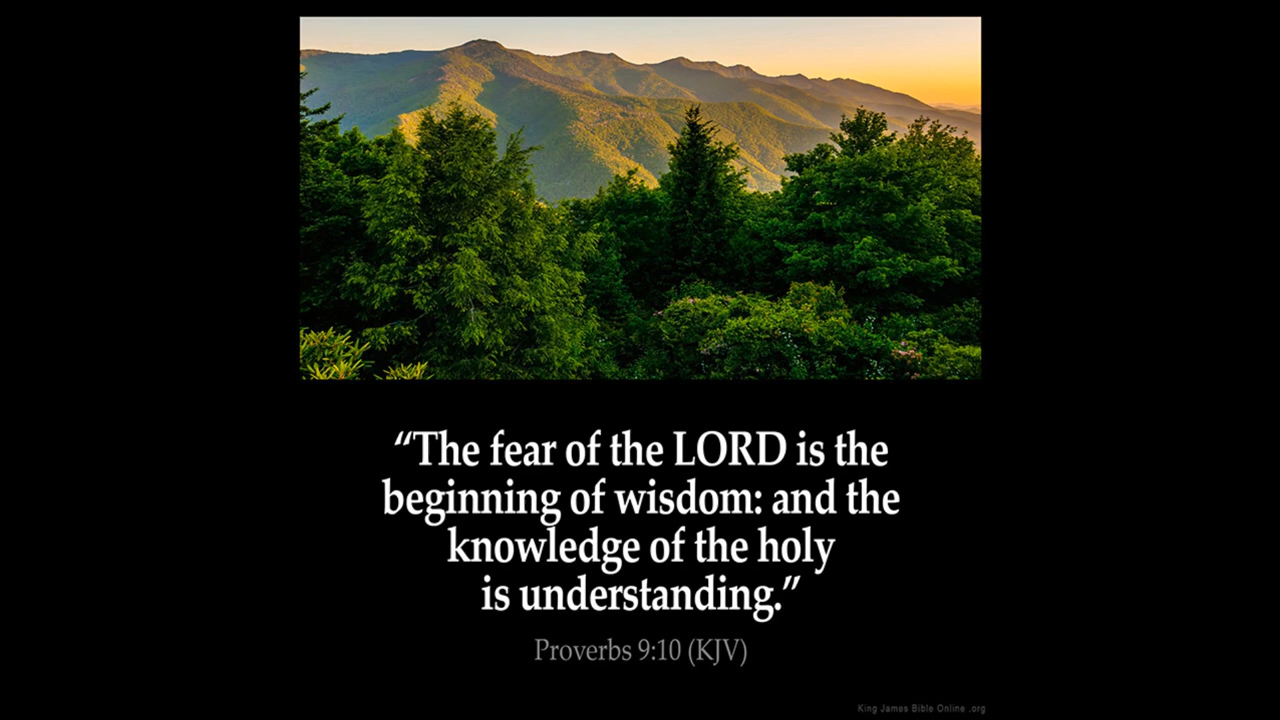 “The fear of the LORD is the
beginning of wisdom: and the
knowledge of the holy
is understanding.”
Proverbs 9:10 (KJV)
King James Bible Online .org